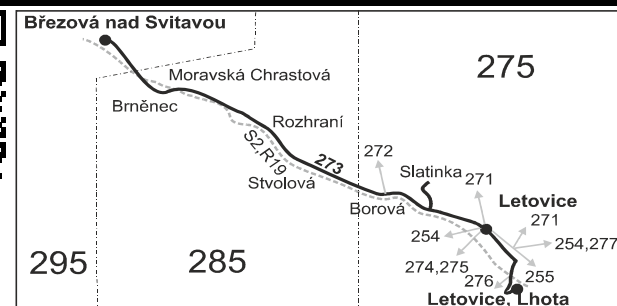 Březová nad Svitavou
275
Moravská Chrastová
Brněnec
Rozhraní
S2,R19
273
272
Stvolová
Slatinka
271
Borová
Letovice
271
254
254,277
295
285
274,275
276
255
Letovice, Lhota